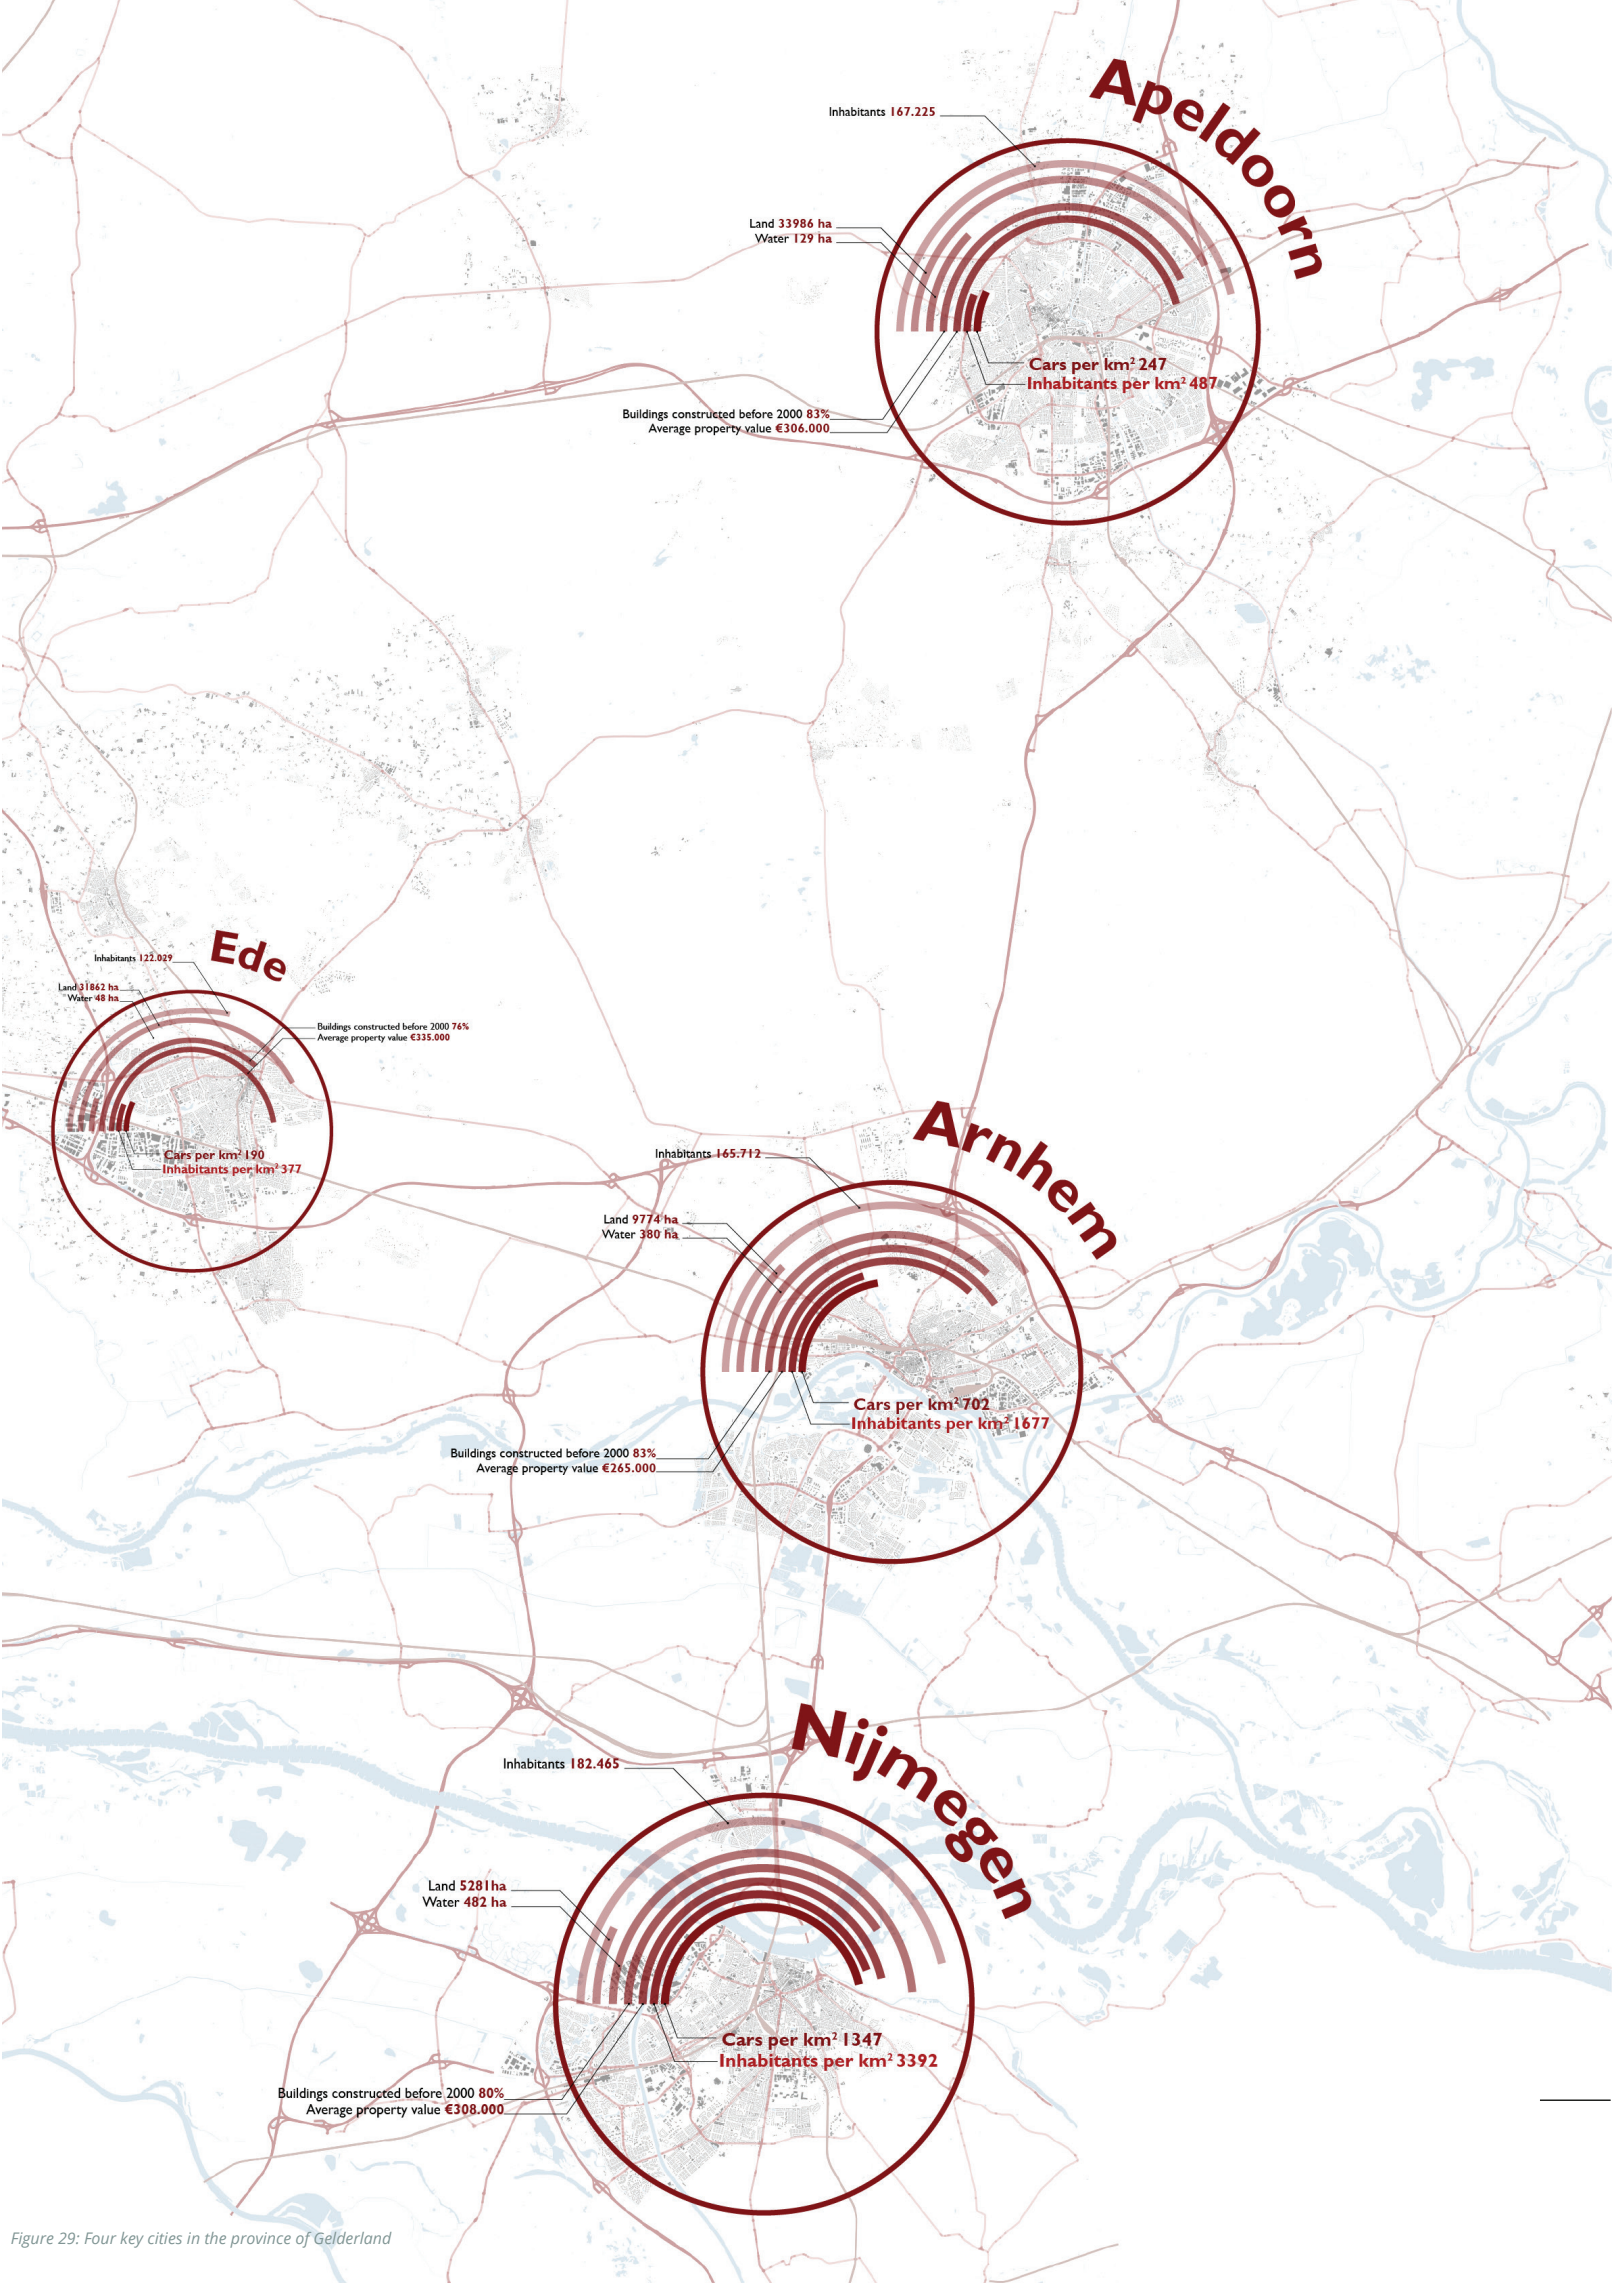 Apeldoorn
Inhabitants 167.225
Land 33986 ha
Water 129 ha
Cars per km² 247
Inhabitants per km² 487
Buildings constructed before 2000 83%
Average property value €306.000
Ede
Inhabitants 122.029
Land 31862 ha
Water 48 ha
Buildings constructed before 2000 76%
Average property value €335.000
Cars per km² 190
Inhabitants per km² 377
Arnhem
Inhabitants 165.712
Land 9774 ha
Water 380 ha
Cars per km² 702
Inhabitants per km² 1677
Buildings constructed before 2000 83%
Average property value €265.000
Nijmegen
Inhabitants 182.465
Land 5281ha
Water 482 ha
Cars per km² 1347
Inhabitants per km² 3392
Buildings constructed before 2000 80%
Average property value €308.000
Figure 29: Four key cities in the province of Gelderland